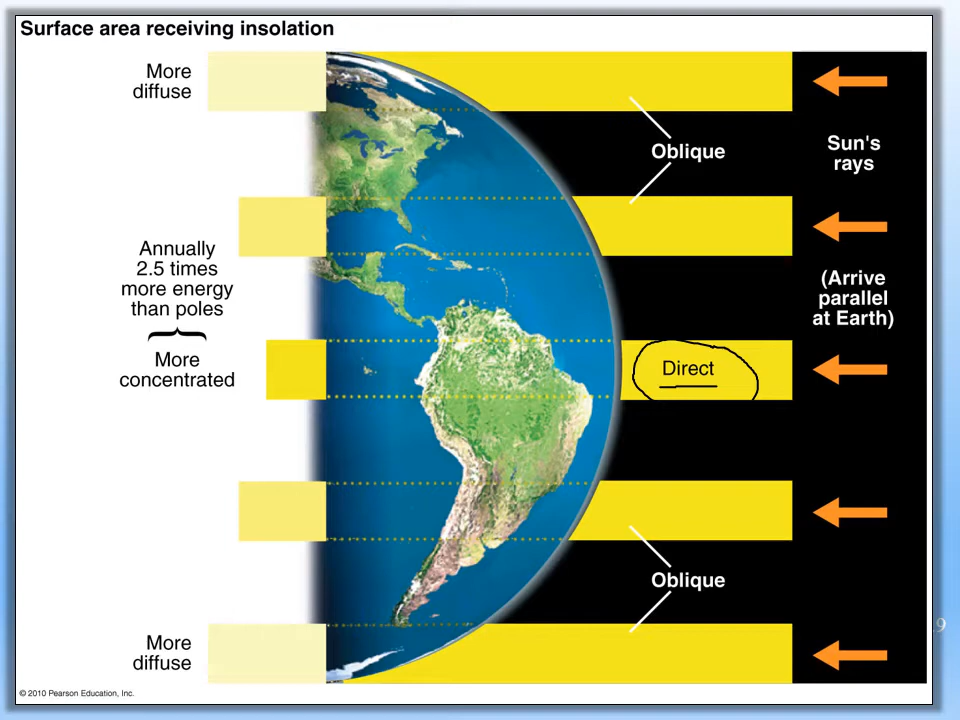 Surface area receiving insolation
More
diffuse
Oblique
Sun's
rays
Annually
2.5 times
more energy
than poles
(Arrive
parallel
at Earth)
More
concentrated
Direct
Oblique
More
diffuse
© 2010 Pearson Education, Inc.